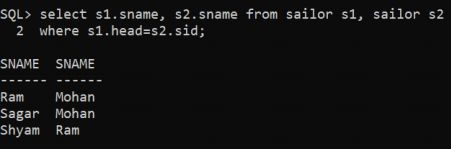 SQL> select s1.sname, s2.sname from sailor s1, sailor s2
  2  where s1.head=s2.sid;
SNAME  SNAME
------ ------
Ram    Mohan
Sagar  Mohan
Shyam  Ram